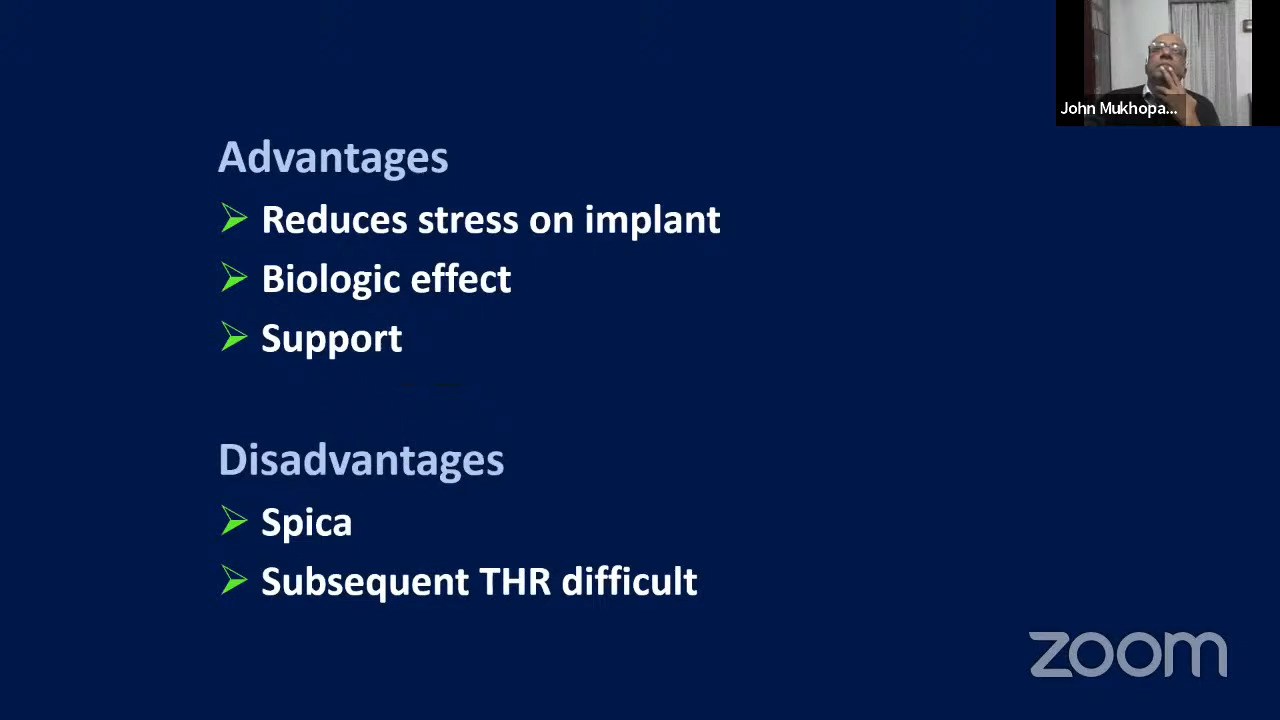 John Mukhopa...
Advantages
Reduces stress on implant
Biologic effect
Support
Disadvantages
Spica
Subsequent THR difficult
zoom